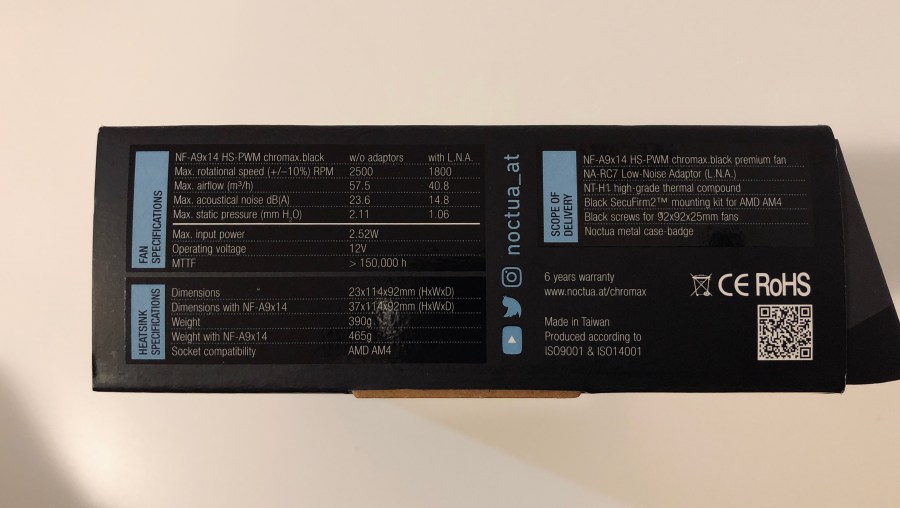 FAN SPECIFICATIONS
NF-A9x14 HS-PWM chromax.black w/o adaptors with L.N.A.
Max. rotational speed (+/-10%) RPM 2500 1800
Max. airflow (m³/h) 57.5 40.8
Max. acoustical noise dB(A) 23.6 14.8
Max. static pressure (mm H₂O) 2.11 1.06
Max. input power 2.52W
Operating voltage 12V
MTTF > 150,000 h
HEATSINK SPECIFICATIONS
Dimensions 23x114x92mm (HxWxD)
Dimensions with NF-A9x14 37x114x92mm (HxWxD)
Weight 390g
Weight with NF-A9x14 465g
Socket compatibility AMD AM4
noctua_at
SCOPE OF DELIVERY
NF-A9x14 HS-PWM chromax.black premium fan
NA-RC7 Low-Noise Adaptor (L.N.A.)
NT-H1 high-grade thermal compound
Black SecuFirm2™ mounting kit for AMD AM4
Black screws for 92x92x25mm fans
Noctua metal case-badge
6 years warranty
www.noctua.at/chromax
CE RoHS
Made in Taiwan
Produced according to
ISO9001 & ISO14001